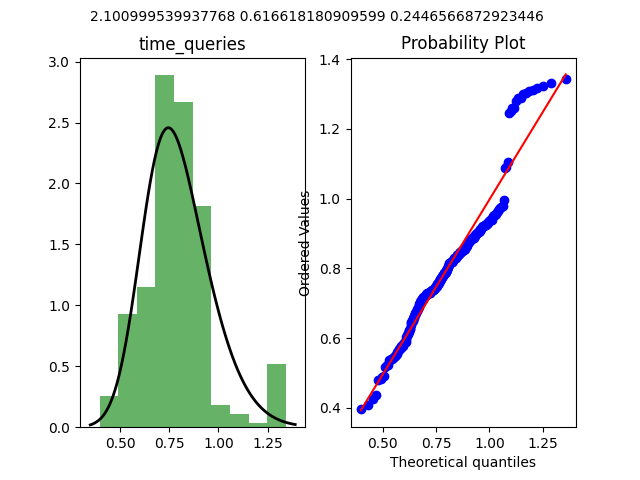 2.100999539937768 0.616618180909599 0.2446566872923446
time_queries
Probability Plot
3.0
2.5
2.0
1.5
1.0
0.5
0.0
0.50 0.75 1.00 1.25
Ordered Values
1.4
1.2
1.0
0.8
0.6
0.4
0.50 0.75 1.00 1.25
Theoretical quantiles